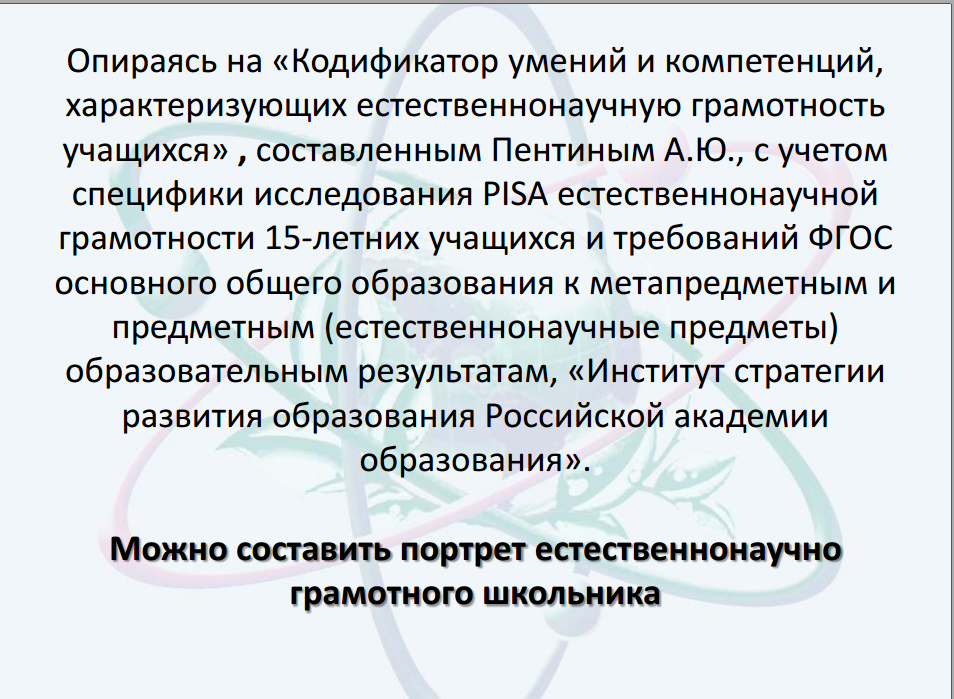 Опираясь на «Кодификатор умений и компетенций,
характеризующих естественнонаучную грамотность
учащихся» , составленным Пентиным А.Ю., с учетом
специфики исследования PISA естественнонаучной
грамотности 15-летних учащихся и требований ФГОС
основного общего образования к метапредметным и
предметным (естественнонаучные предметы)
образовательным результатам, «Институт стратегии
развития образования Российской академии
образования».
Можно составить портрет естественнонаучно
грамотного школьника